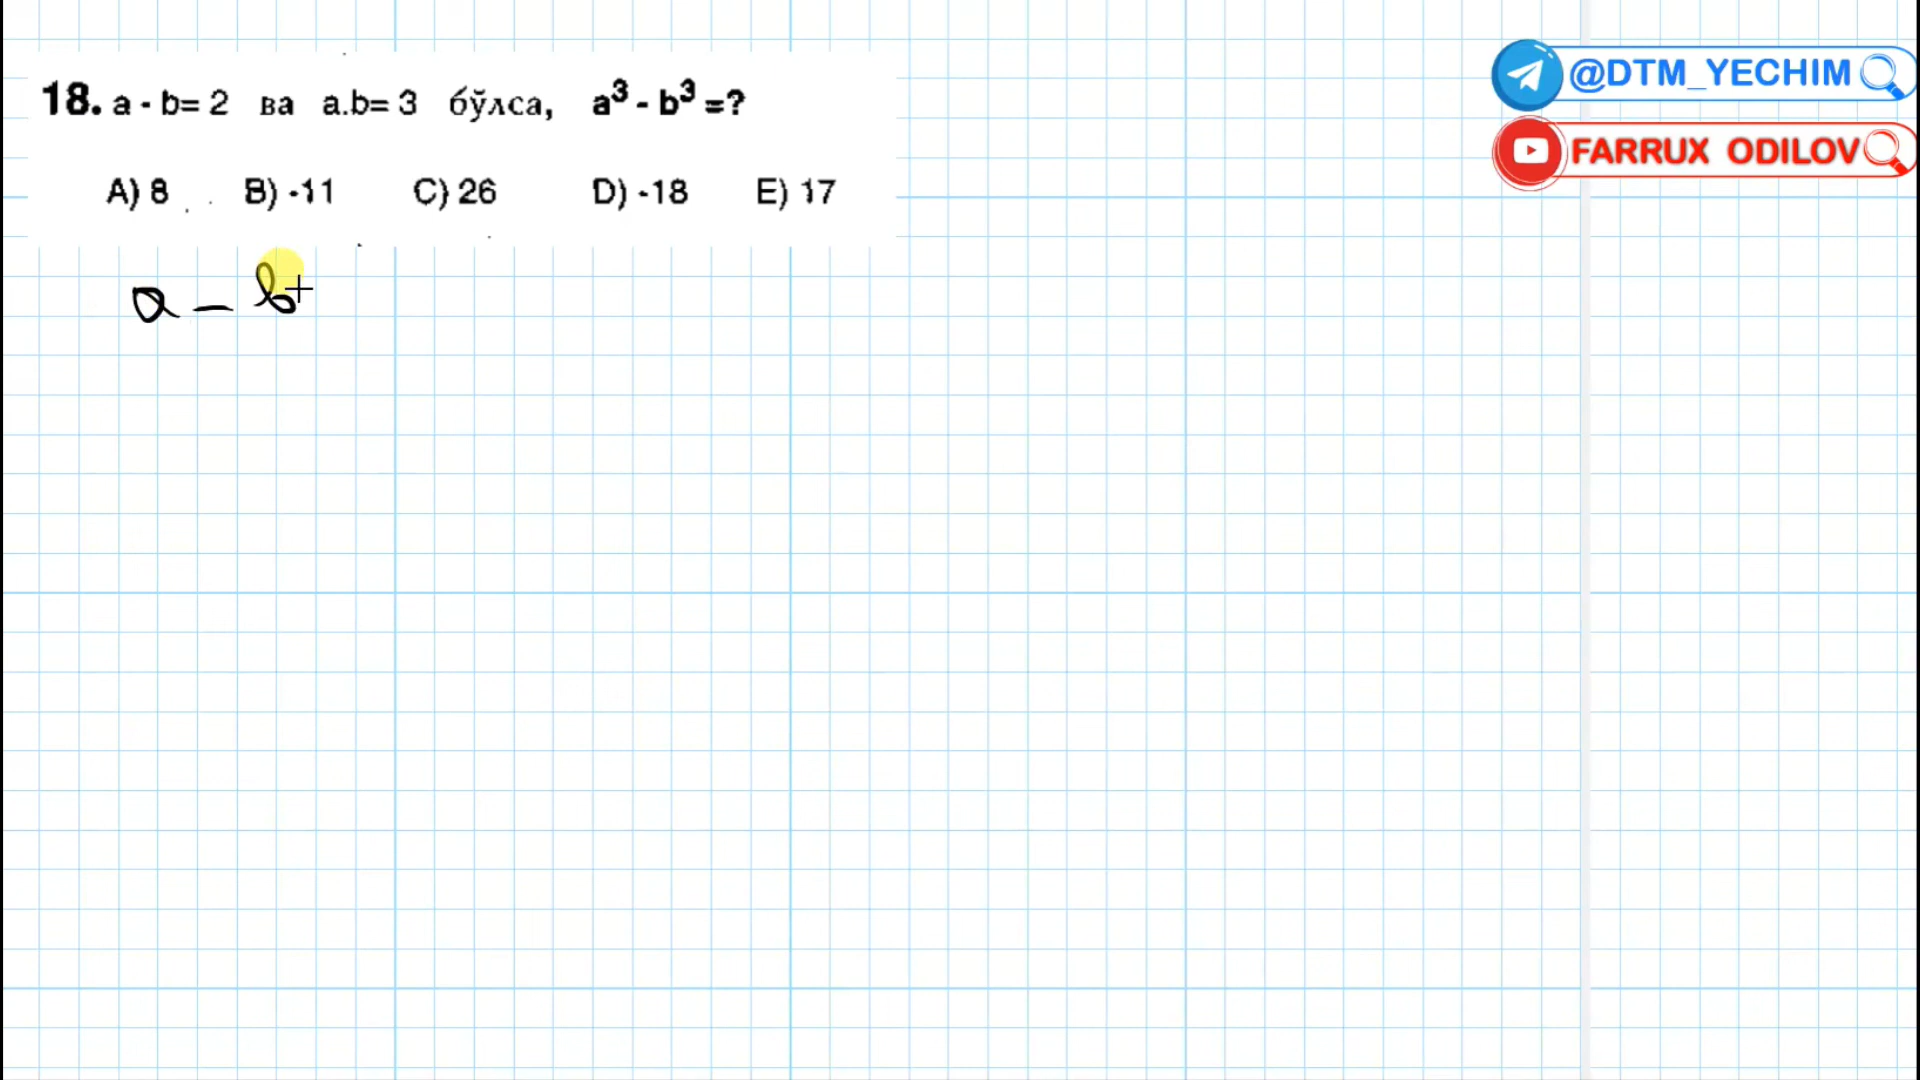 18. a - b= 2 ва a.b= 3 бўлса, a³ - b³ =?
A) 8 B) -11 C) 26 D) -18 E) 17
a - b
@DTM_YECHIM
FARRUX ODILOV